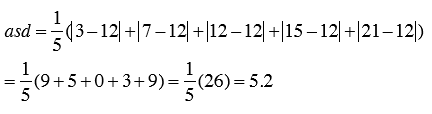 asd = 1/5(|3−12|+|7−12|+|12−12|+|15−12|+|21−12|)
= 1/5(9+5+0+3+9) = 1/5(26) = 5.2